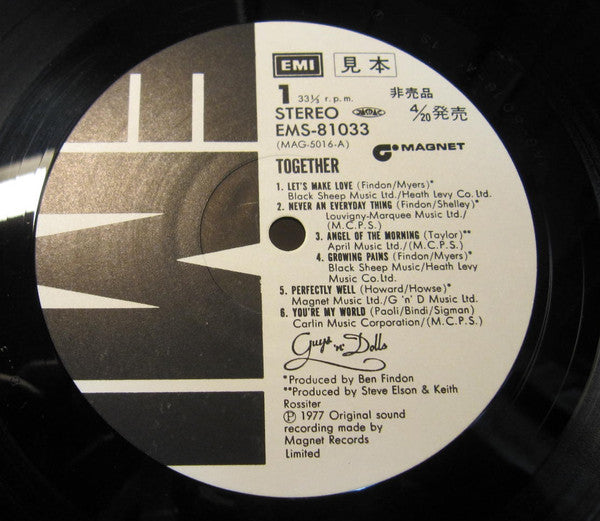 EMI 見本
1 33⅓ r.p.m. 非売品
STEREO 4/20 発売
EMS-81033
(MAG-5016-A) MAGNET
TOGETHER
1. LET'S MAKE LOVE (Findon/Myers)*
Black Sheep Music Ltd./Heath Levy Co. Ltd.
2. NEVER AN EVERYDAY THING (Findon/Shelley)*
Louvigny-Marquee Music Ltd./
(M.C.P.S.)
3. ANGEL OF THE MORNING (Taylor)**
April Music Ltd./(M.C.P.S.)
4. GROWING PAINS (Findon/Myers)*
Black Sheep Music/Heath Levy
Music Co.Ltd.
5. PERFECTLY WELL (Howard/Howse)*
Magnet Music Ltd./G 'n' D Music Ltd.
6. YOU'RE MY WORLD (Paoli/Bindi/Sigman)
Carlin Music Corporation/(M.C.P.S.)
Guys 'n' Dolls
*Produced by Ben Findon
**Produced by Steve Elson & Keith
Rossiter
Ⓟ 1977 Original sound
recording made by
Magnet Records
Limited